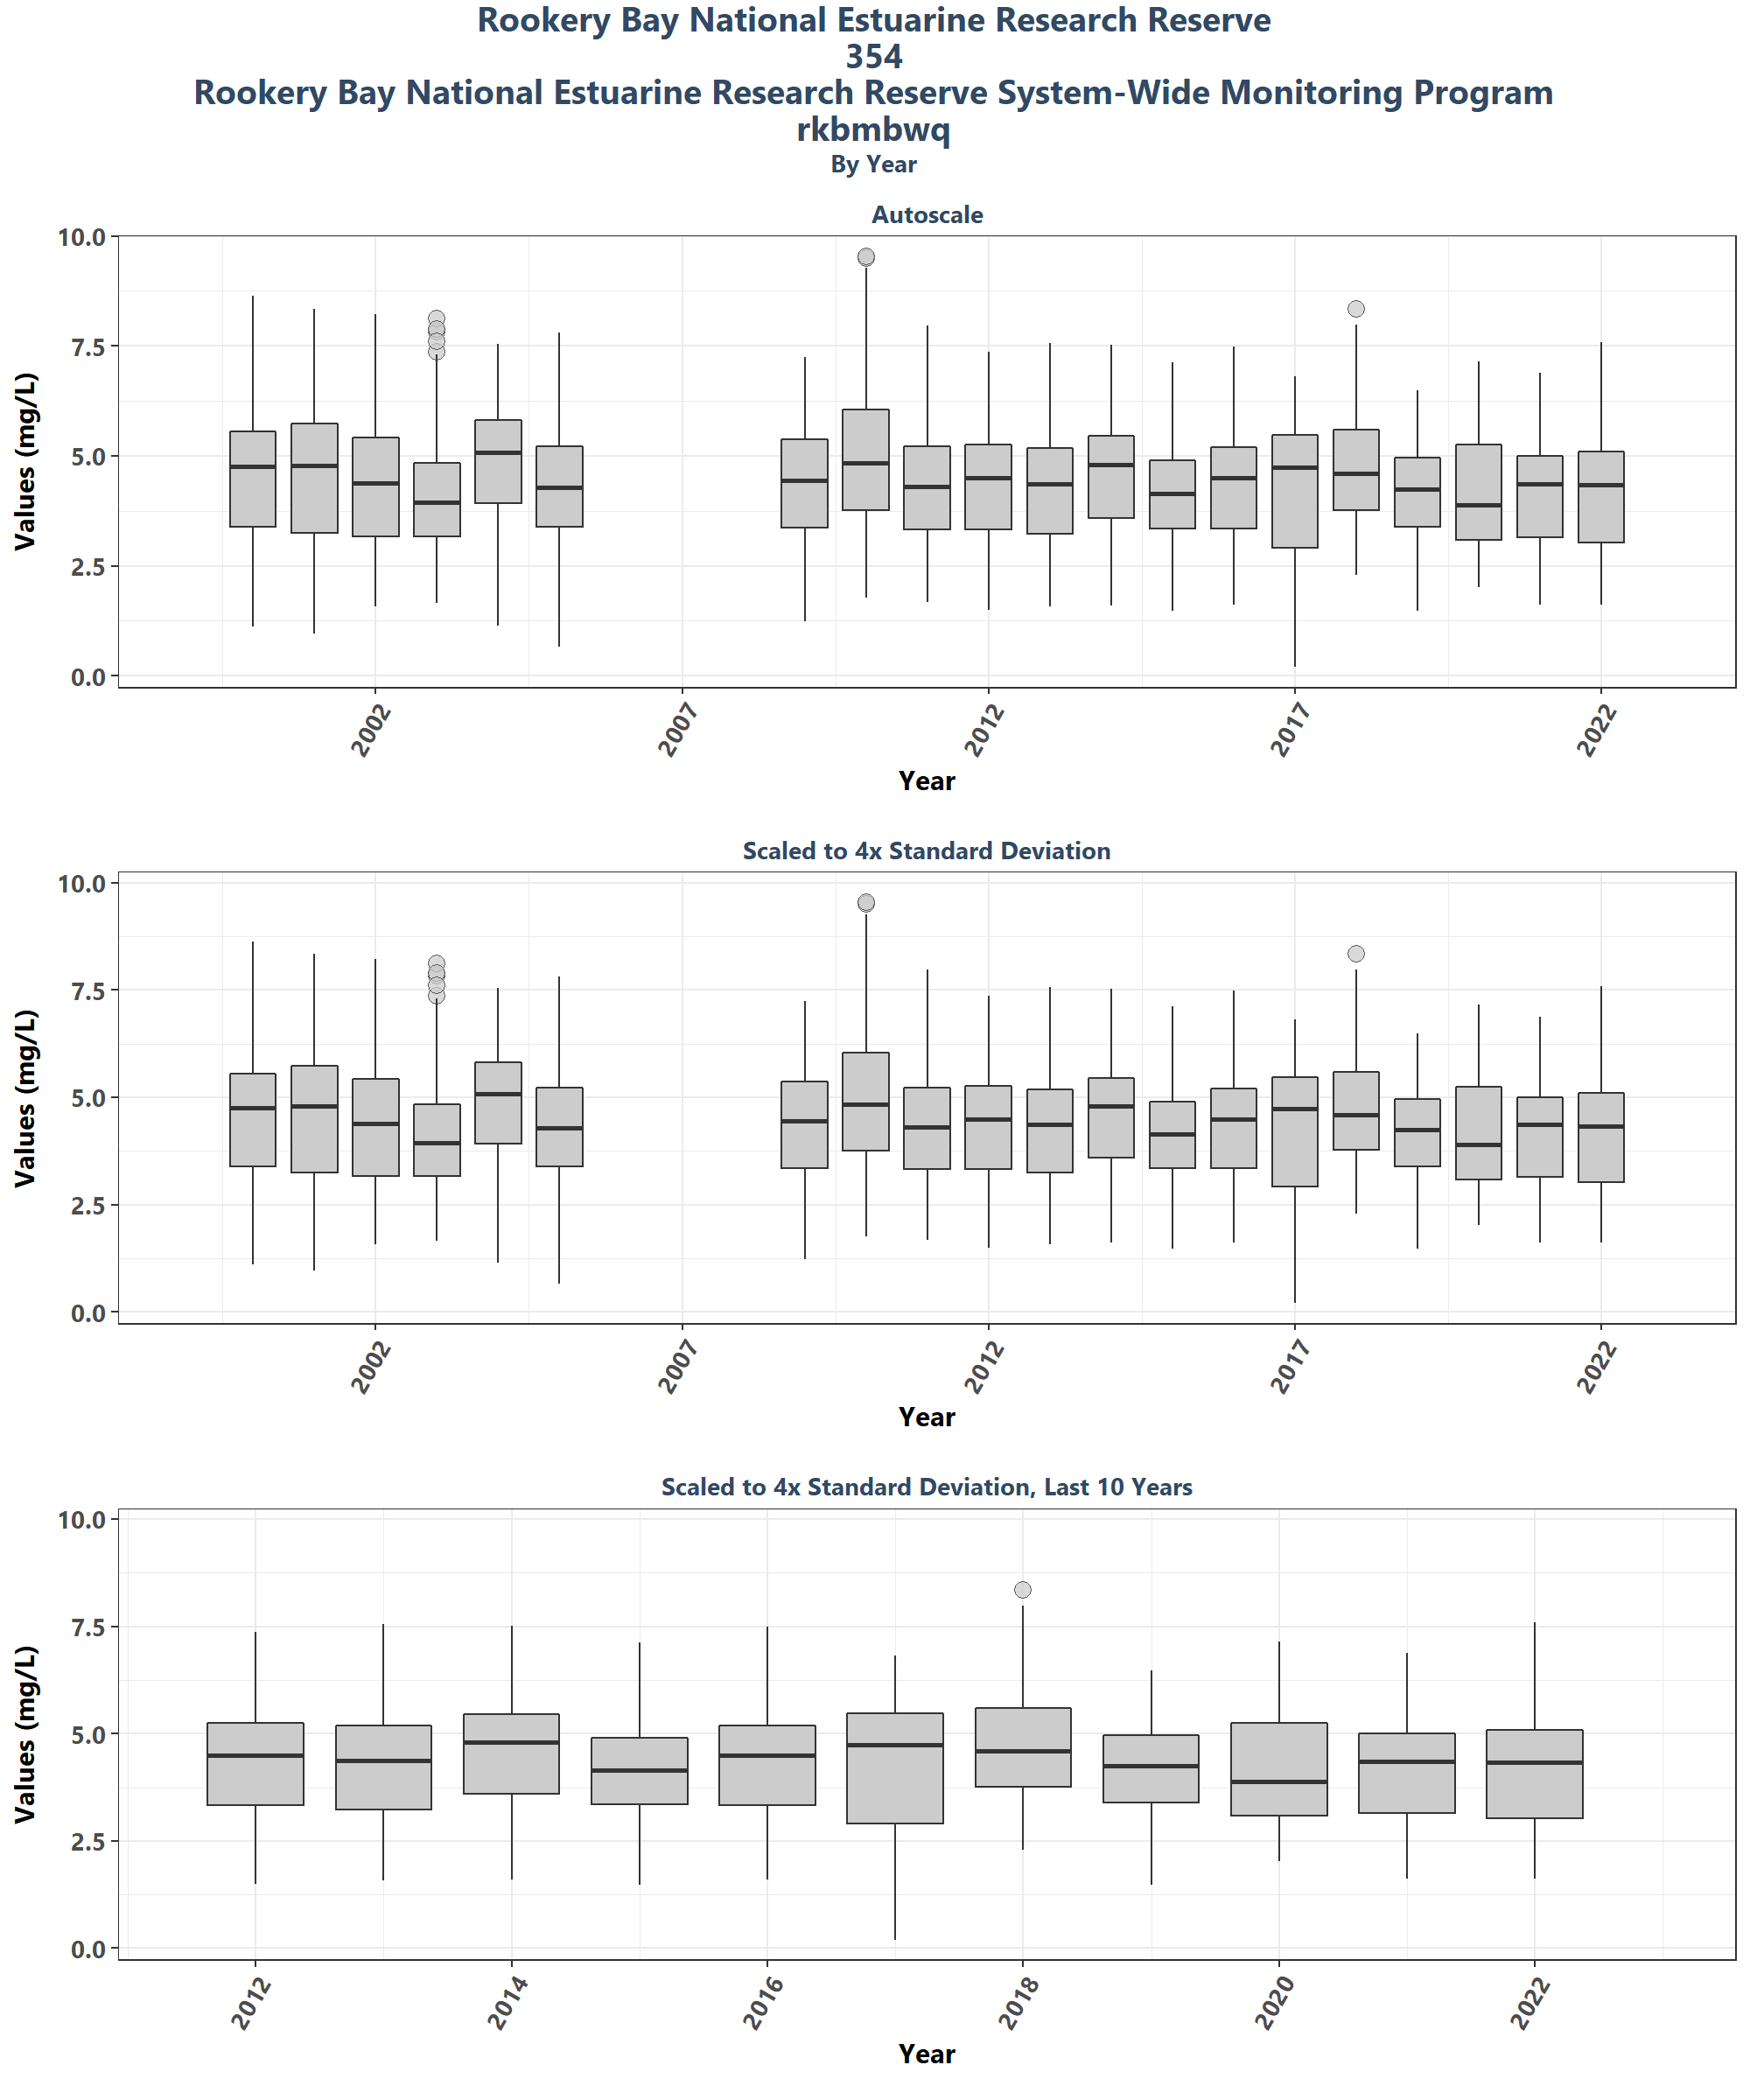 Rookery Bay National Estuarine Research Reserve
354
Rookery Bay National Estuarine Research Reserve System-Wide Monitoring Program
rkbmbwq
By Year
Autoscale
Values (mg/L)
10.0
7.5
5.0
2.5
0.0
2002 2007 2012 2017 2022
Year
Scaled to 4x Standard Deviation
Values (mg/L)
10.0
7.5
5.0
2.5
0.0
2002 2007 2012 2017 2022
Year
Scaled to 4x Standard Deviation, Last 10 Years
Values (mg/L)
10.0
7.5
5.0
2.5
0.0
2012 2014 2016 2018 2020 2022
Year